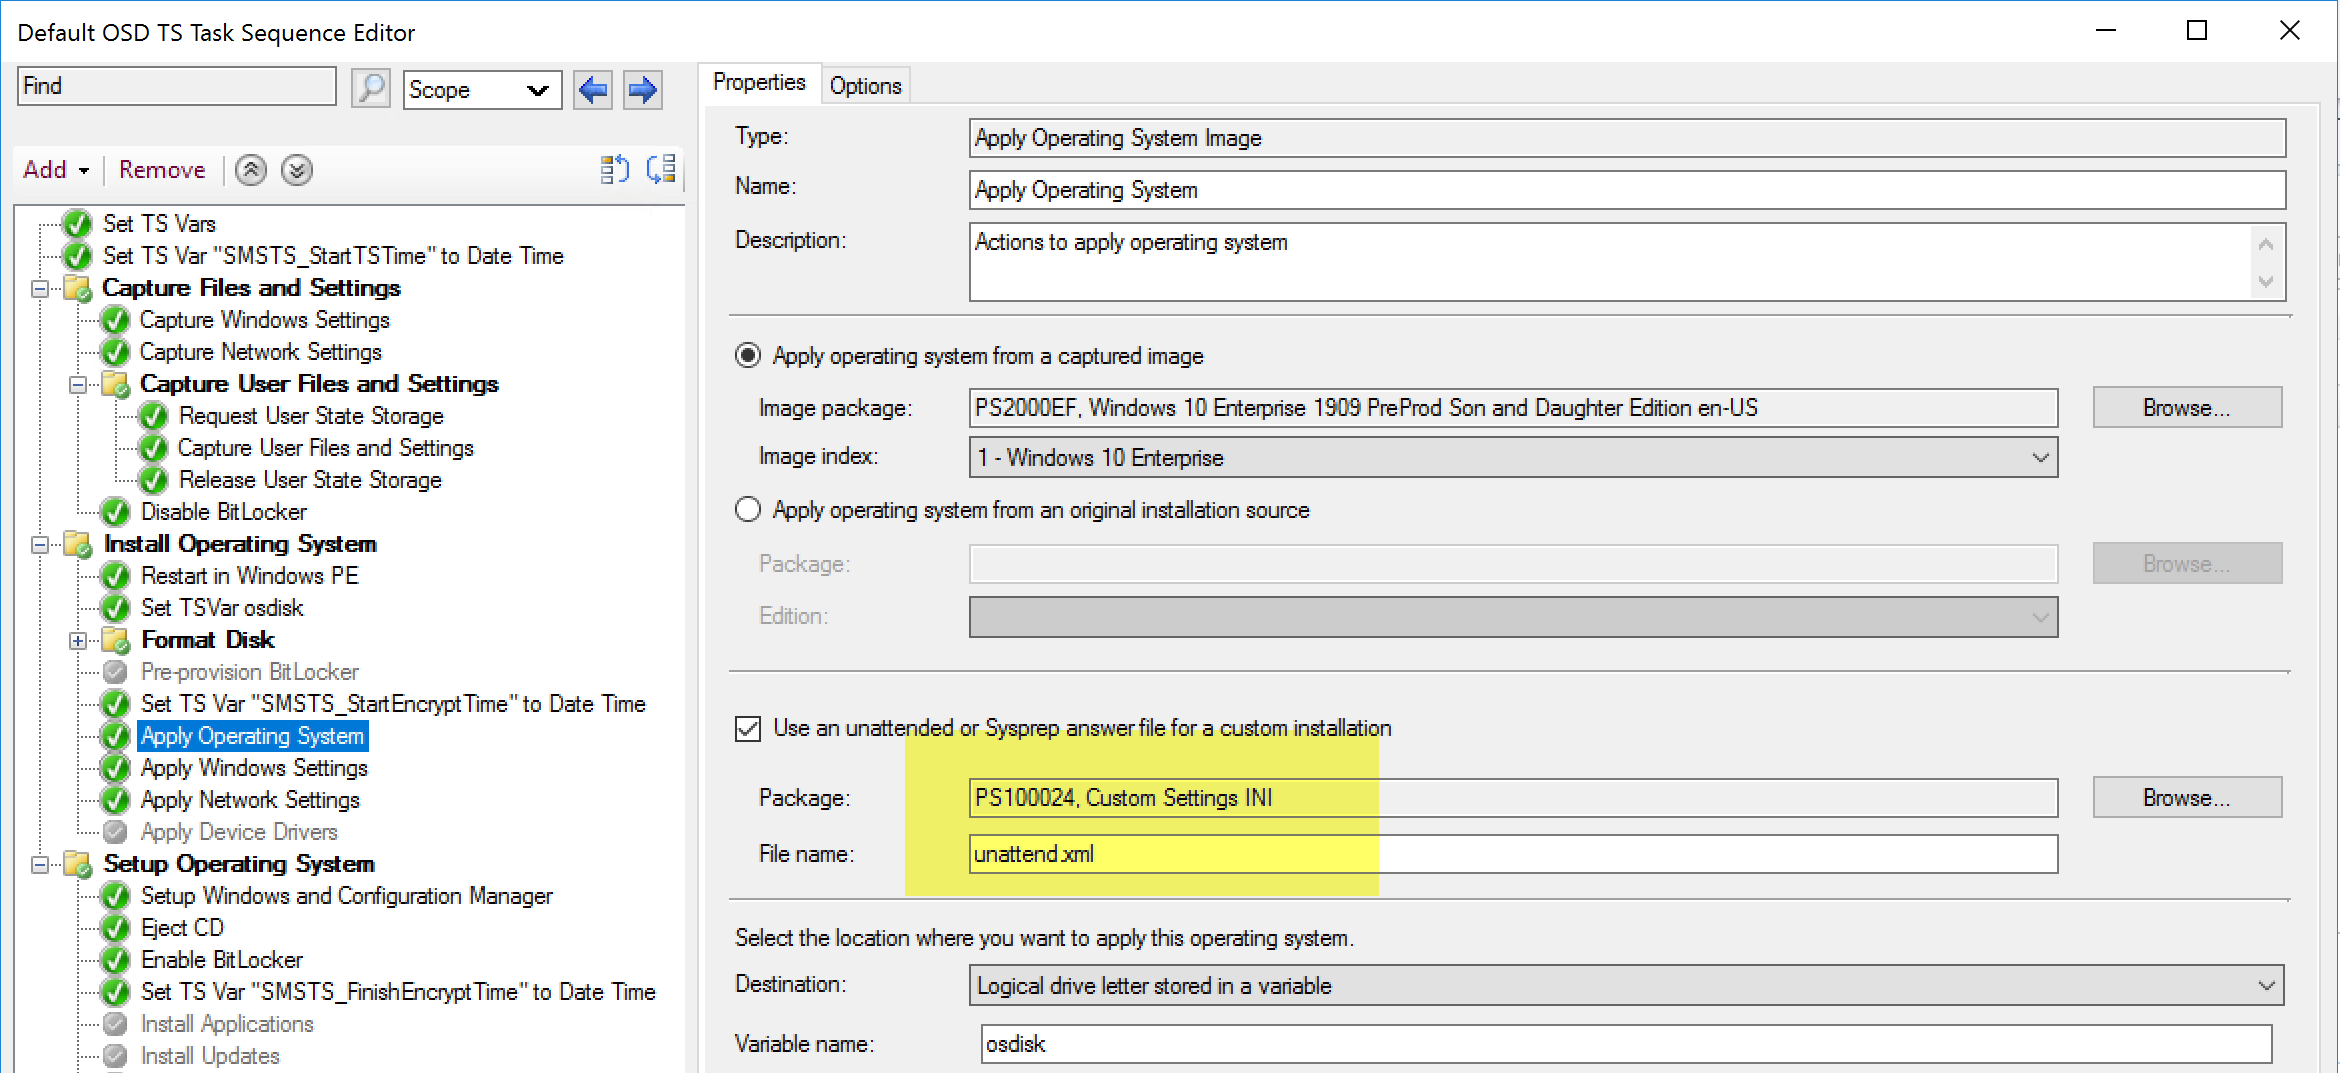 Default OSD TS Task Sequence Editor
Find
Scope
Add
Remove
Set TS Vars
Set TS Var "SMSTS_StartTSTime" to Date Time
Capture Files and Settings
Capture Windows Settings
Capture Network Settings
Capture User Files and Settings
Request User State Storage
Capture User Files and Settings
Release User State Storage
Disable BitLocker
Install Operating System
Restart in Windows PE
Set TSVar osdisk
Format Disk
Pre-provision BitLocker
Set TS Var "SMSTS_StartEncryptTime" to Date Time
Apply Operating System
Apply Windows Settings
Apply Network Settings
Apply Device Drivers
Setup Operating System
Setup Windows and Configuration Manager
Eject CD
Enable BitLocker
Set TS Var "SMSTS_FinishEncryptTime" to Date Time
Install Applications
Install Updates
Properties
Options
Type: Apply Operating System Image
Name: Apply Operating System
Description: Actions to apply operating system
Apply operating system from a captured image
Image package: PS2000EF, Windows 10 Enterprise 1909 PreProd Son and Daughter Edition en-US Browse...
Image index: 1 - Windows 10 Enterprise
Apply operating system from an original installation source
Package: Browse...
Edition:
Use an unattended or Sysprep answer file for a custom installation
Package: PS100024, Custom Settings INI Browse...
File name: unattend.xml
Select the location where you want to apply this operating system.
Destination: Logical drive letter stored in a variable
Variable name: osdisk